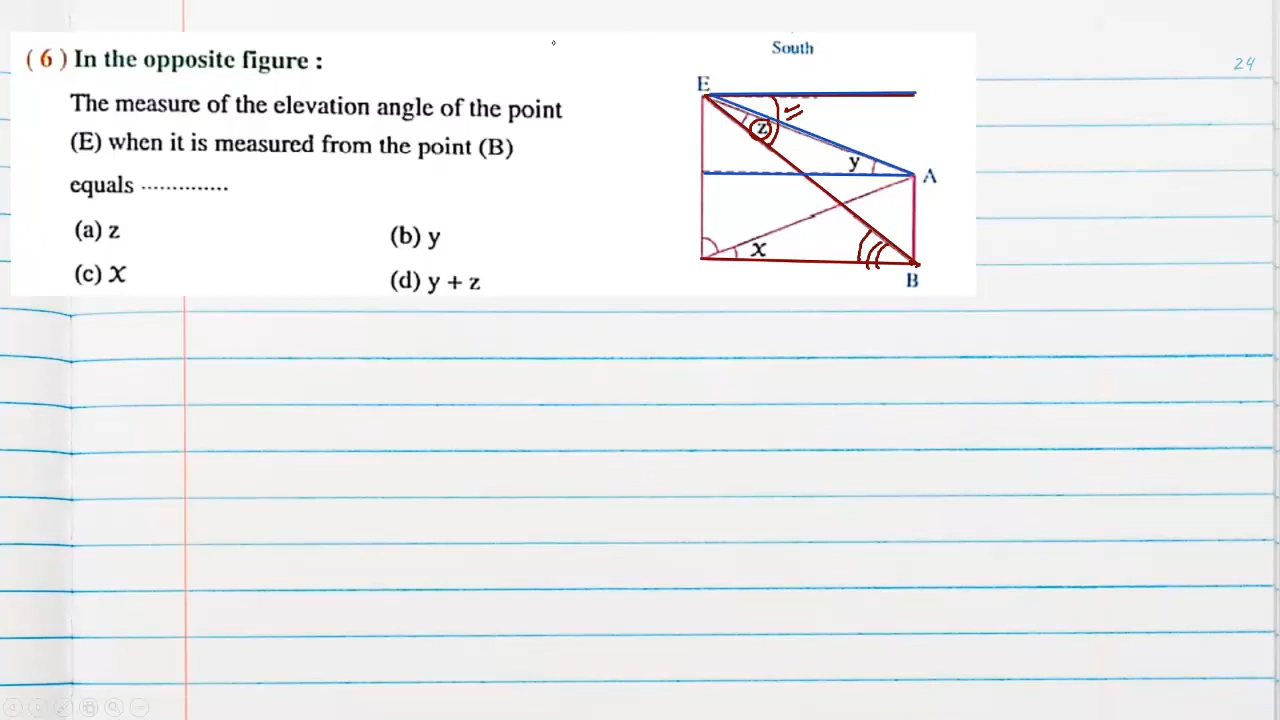 South
24
( 6 ) In the opposite figure :
The measure of the elevation angle of the point
(E) when it is measured from the point (B)
equals ..............
(a) z
(b) y
(c) x
(d) y + z
E
z
y
A
x
B